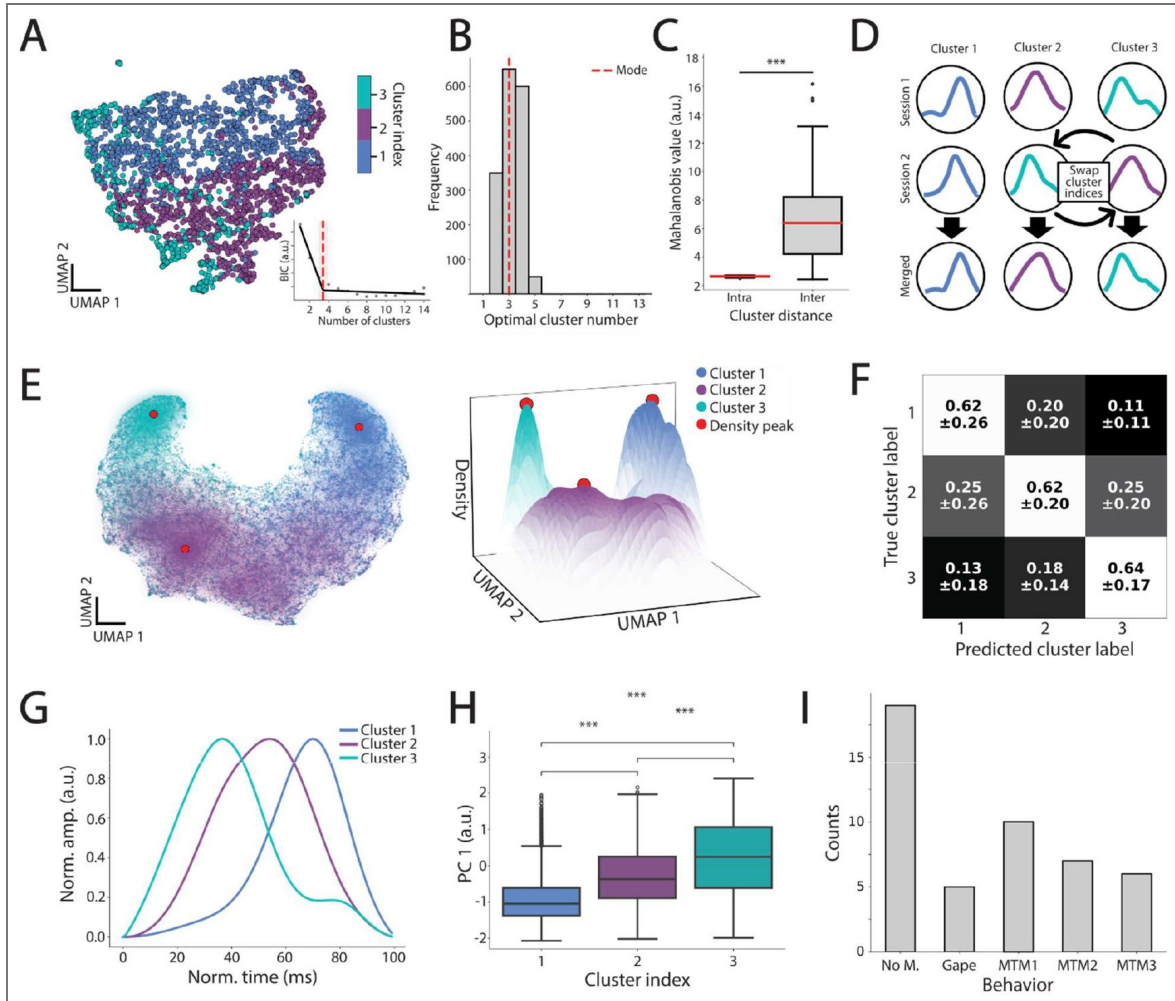 A
3
2
1
Cluster index
UMAP 2
UMAP 1
BIC (a.u.)
2 4 6 8 10 12 14
Number of clusters
B
Mode
Frequency
600
500
400
300
200
100
1 3 5 7 9 11 13
Optimal cluster number
C
***
Mahalanobis value (a.u.)
18
16
14
12
10
8
6
4
2
Intra Inter
Cluster distance
D
Cluster 1 Cluster 2 Cluster 3
Session 1
Session 2
Swap
cluster
indices
Merged
E
UMAP 2
UMAP 1
Cluster 1
Cluster 2
Cluster 3
Density peak
Density
UMAP 2
UMAP 1
F
True cluster label
1
0.62 0.20 0.11
±0.26 ±0.20 ±0.11
2
0.25 0.62 0.25
±0.26 ±0.20 ±0.20
3
0.13 0.18 0.64
±0.18 ±0.14 ±0.17
1 2 3
Predicted cluster label
G
Cluster 1
Cluster 2
Cluster 3
Norm. amp. (a.u.)
1.0
0.8
0.6
0.4
0.2
0.0
0 20 40 60 80 100
Norm. time (ms)
H
***
*** ***
PC 1 (a.u.)
3
2
1
0
-1
-2
1 2 3
Cluster index
I
Counts
15
10
5
0
No M. Gape MTM1 MTM2 MTM3
Behavior